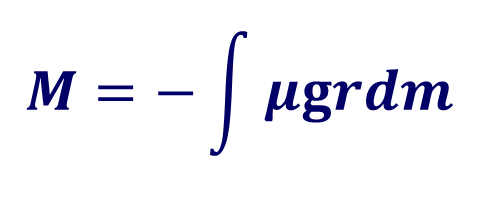 M = − ∫ μgrdm